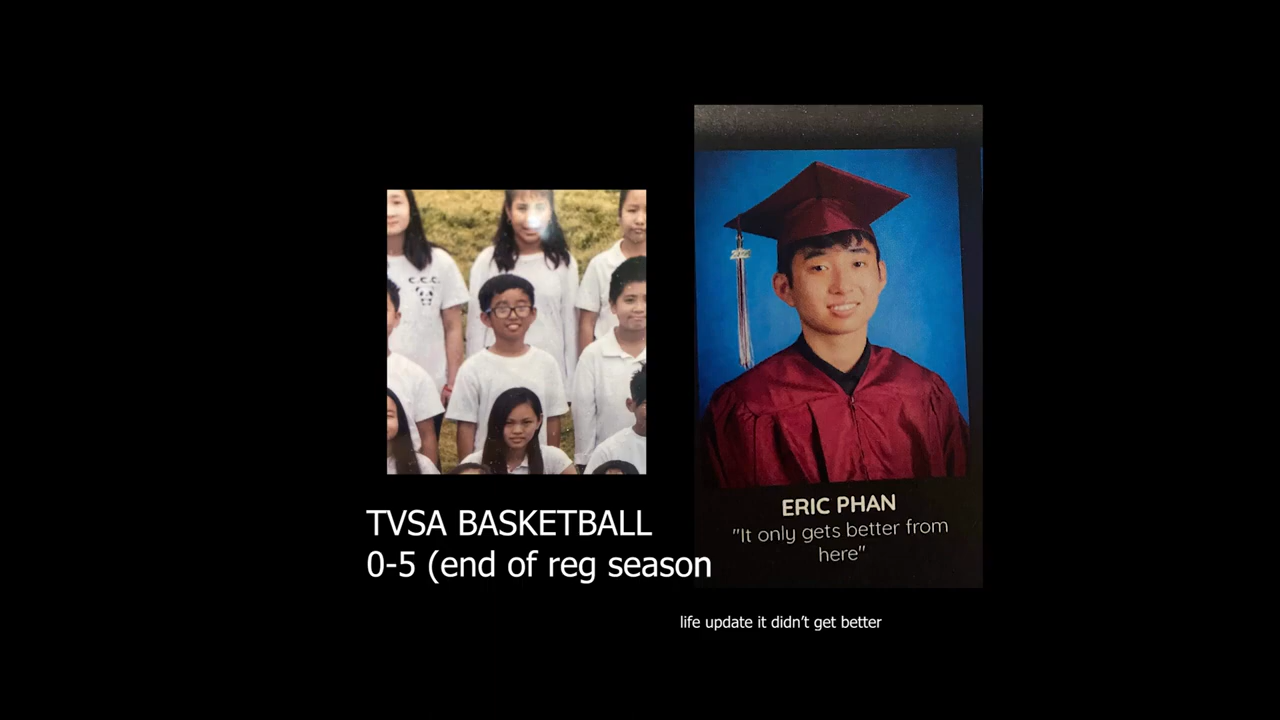 C.C.C.
TVSA BASKETBALL
0-5 (end of reg season
ERIC PHAN
"It only gets better from
here"
life update it didn’t get better